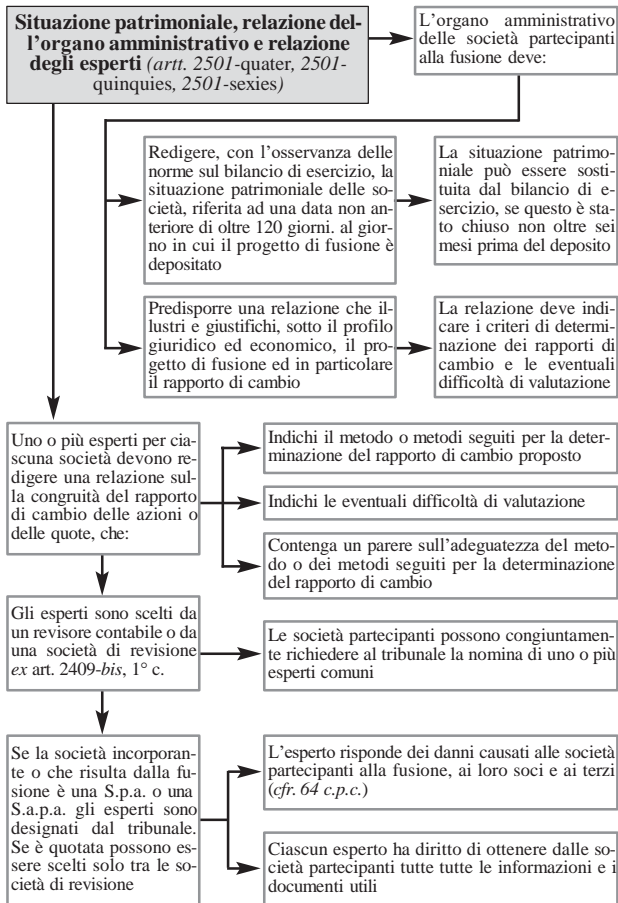 Situazione patrimoniale, relazione del-
l'organo amministrativo e relazione
degli esperti (artt. 2501-quater, 2501-
quinquies, 2501-sexies)
L'organo amministrativo
delle società partecipanti
alla fusione deve:
Redigere, con l'osservanza delle
norme sul bilancio di esercizio, la
situazione patrimoniale delle so-
cietà, riferita ad una data non an-
teriore di oltre 120 giorni. al gior-
no in cui il progetto di fusione è
depositato
La situazione patrimo-
niale può essere sosti-
tuita dal bilancio di e-
sercizio, se questo è sta-
to chiuso non oltre sei
mesi prima del deposito
Predisporre una relazione che il-
lustri e giustifichi, sotto il profilo
giuridico ed economico, il pro-
getto di fusione ed in particolare
il rapporto di cambio
La relazione deve indi-
care i criteri di determi-
nazione dei rapporti di
cambio e le eventuali
difficoltà di valutazione
Uno o più esperti per cia-
scuna società devono re-
digere una relazione sul-
la congruità del rapporto
di cambio delle azioni o
delle quote, che:
Indichi il metodo o metodi seguiti per la deter-
minazione del rapporto di cambio proposto
Indichi le eventuali difficoltà di valutazione
Contenga un parere sull'adeguatezza del meto-
do o dei metodi seguiti per la determinazione
del rapporto di cambio
Gli esperti sono scelti da
un revisore contabile o da
una società di revisione
ex art. 2409-bis, 1° c.
Le società partecipanti possono congiuntamen-
te richiedere al tribunale la nomina di uno o più
esperti comuni
Se la società incorporan-
te o che risulta dalla fu-
sione è una S.p.a. o una
S.a.p.a. gli esperti sono
designati dal tribunale.
Se è quotata possono es-
sere scelti solo tra le so-
cietà di revisione
L'esperto risponde dei danni causati alle società
partecipanti alla fusione, ai loro soci e ai terzi
(cfr. 64 c.p.c.)
Ciascun esperto ha diritto di ottenere dalle so-
cietà partecipanti tutte tutte le informazioni e i
documenti utili